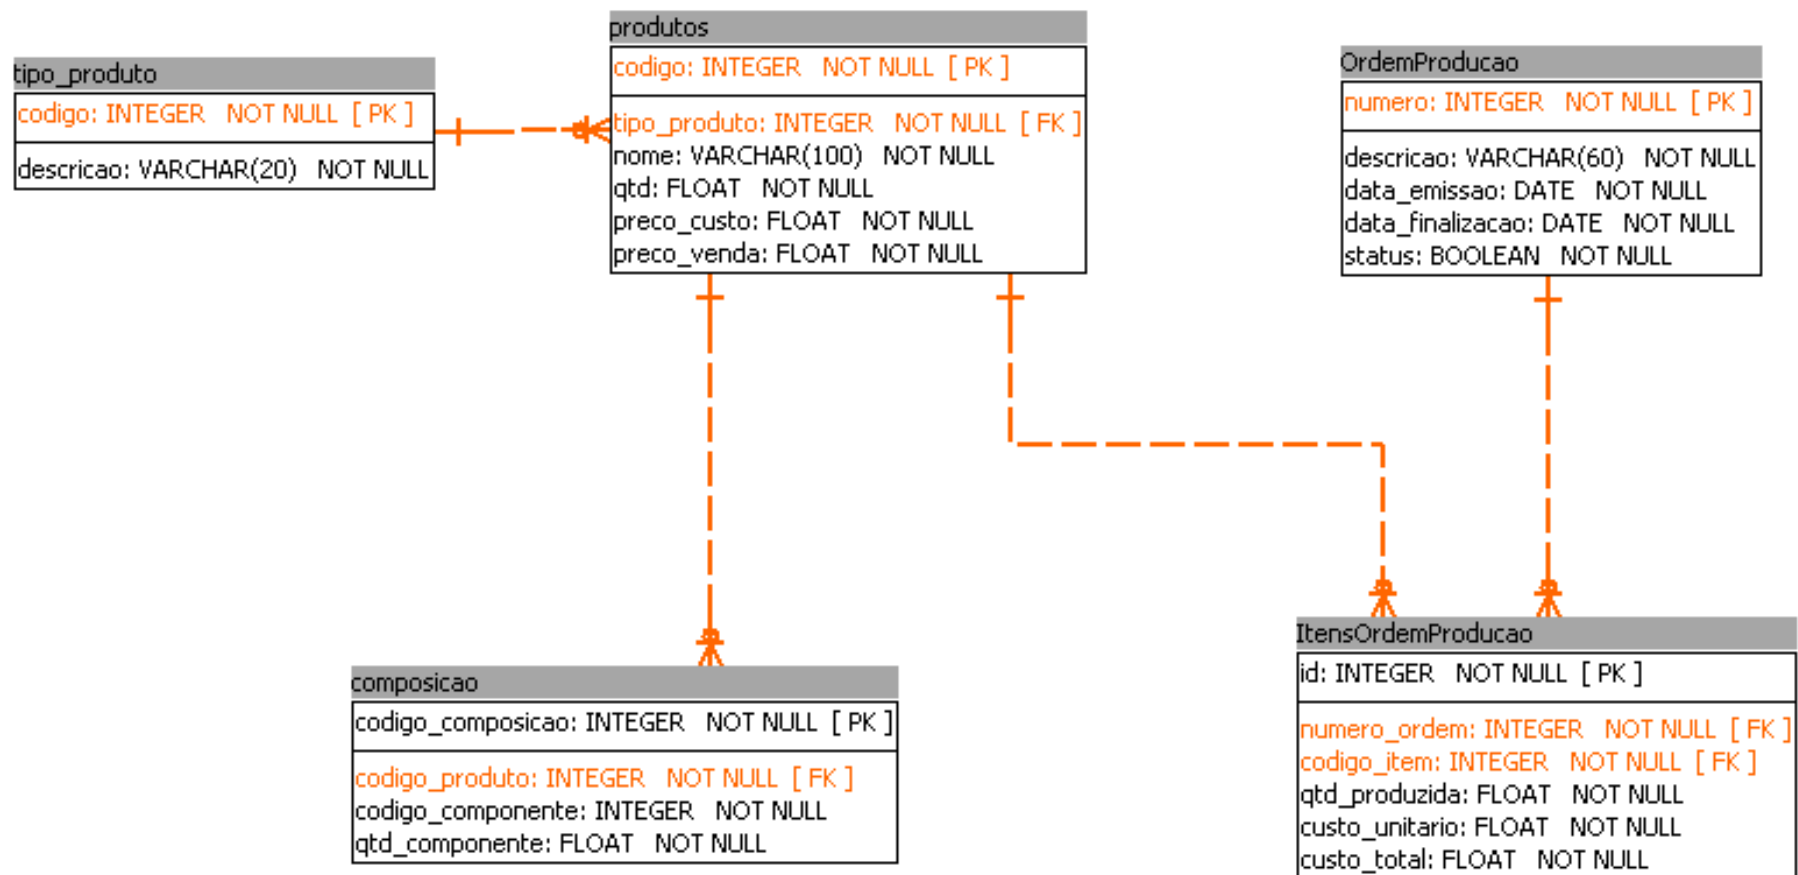 tipo_produto
codigo: INTEGER NOT NULL [ PK ]
descricao: VARCHAR(20) NOT NULL
produtos
codigo: INTEGER NOT NULL [ PK ]
tipo_produto: INTEGER NOT NULL [ FK ]
nome: VARCHAR(100) NOT NULL
qtd: FLOAT NOT NULL
preco_custo: FLOAT NOT NULL
preco_venda: FLOAT NOT NULL
OrdemProducao
numero: INTEGER NOT NULL [ PK ]
descricao: VARCHAR(60) NOT NULL
data_emissao: DATE NOT NULL
data_finalizacao: DATE NOT NULL
status: BOOLEAN NOT NULL
composicao
codigo_composicao: INTEGER NOT NULL [ PK ]
codigo_produto: INTEGER NOT NULL [ FK ]
codigo_componente: INTEGER NOT NULL
qtd_componente: FLOAT NOT NULL
ItensOrdemProducao
id: INTEGER NOT NULL [ PK ]
numero_ordem: INTEGER NOT NULL [ FK ]
codigo_item: INTEGER NOT NULL [ FK ]
qtd_produzida: FLOAT NOT NULL
custo_unitario: FLOAT NOT NULL
custo_total: FLOAT NOT NULL